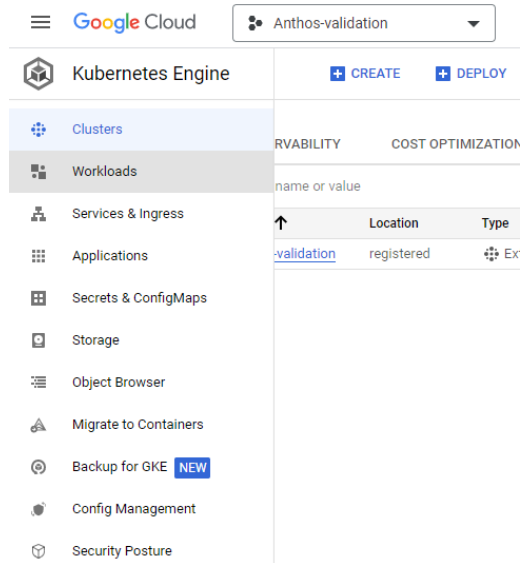 Google Cloud Anthos-validation
Kubernetes Engine CREATE DEPLOY
Clusters
RVABILITY COST OPTIMIZATION
Workloads
name or value
Services & Ingress
Location Type
Applications
-validation registered Ext
Secrets & ConfigMaps
Storage
Object Browser
Migrate to Containers
Backup for GKE NEW
Config Management
Security Posture